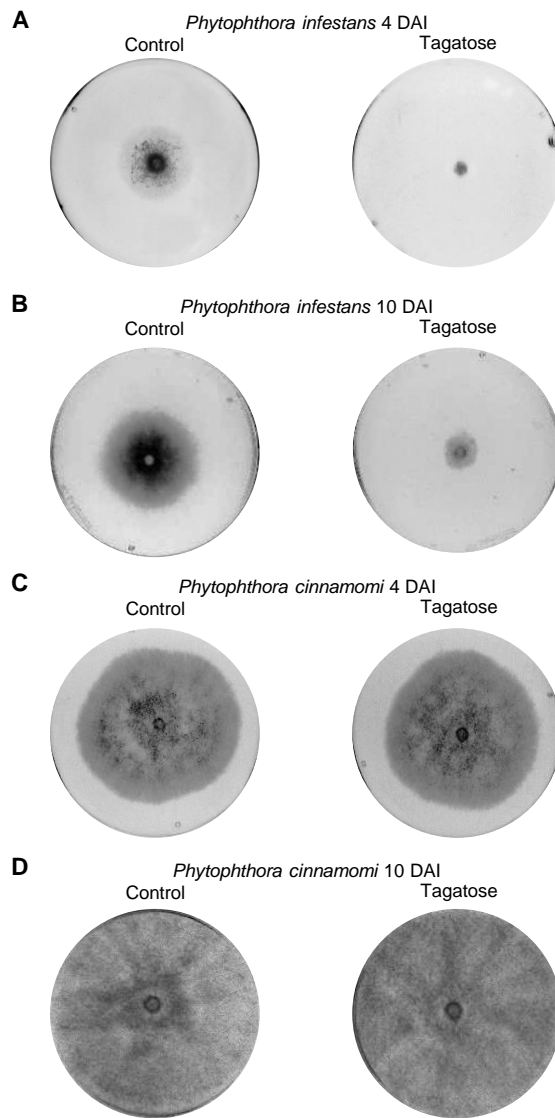 A
Phytophthora infestans 4 DAI
Control Tagatose
B
Phytophthora infestans 10 DAI
Control Tagatose
C
Phytophthora cinnamomi 4 DAI
Control Tagatose
D
Phytophthora cinnamomi 10 DAI
Control Tagatose